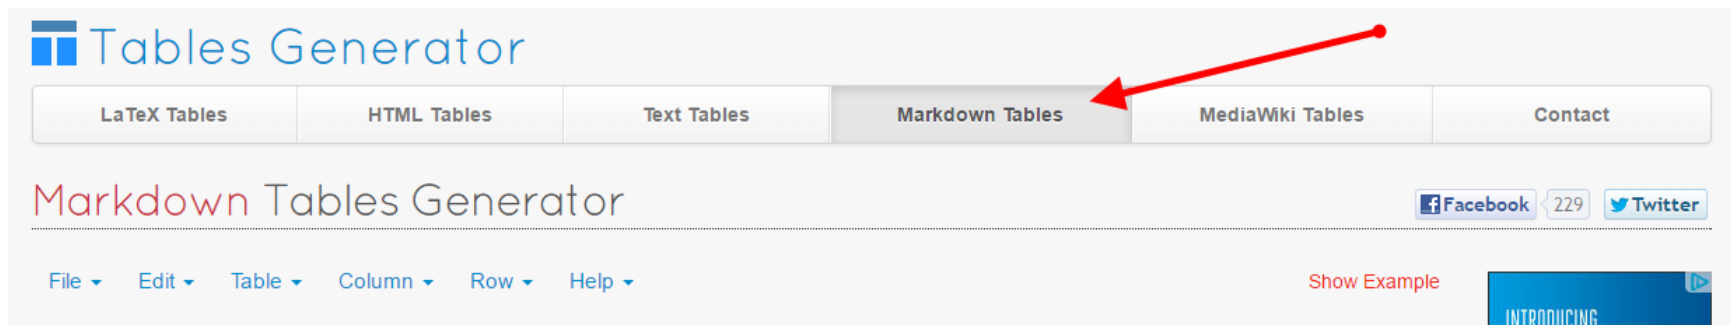 Tables Generator
LaTeX Tables HTML Tables Text Tables Markdown Tables MediaWiki Tables Contact
Markdown Tables Generator
Facebook 229 Twitter
File Edit Table Column Row Help Show Example
INTRODUCING